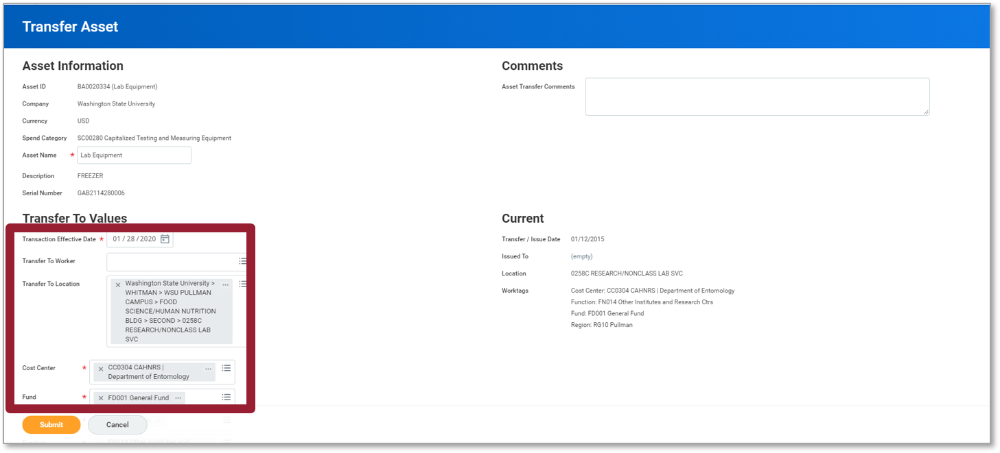 Transfer Asset
Asset Information
Asset ID BA0020334 (Lab Equipment)
Company Washington State University
Currency USD
Spend Category SC00280 Capitalized Testing and Measuring Equipment
Asset Name * Lab Equipment
Description FREEZER
Serial Number GAB2114280006
Comments
Asset Transfer Comments
Transfer To Values
Transaction Effective Date * 01 / 28 / 2020
Transfer To Worker
Transfer To Location
Washington State University >
WHITMAN > WSU PULLMAN
CAMPUS > FOOD
SCIENCE/HUMAN NUTRITION
BLDG > SECOND > 0258C
RESEARCH/NONCLASS LAB
SVC
Cost Center * CC0304 CAHNRS |
Department of Entomology
Fund * FD001 General Fund
Current
Transfer / Issue Date 01/12/2015
Issued To (empty)
Location 0258C RESEARCH/NONCLASS LAB SVC
Worktags Cost Center: CC0304 CAHNRS | Department of Entomology
Function: FN014 Other Institutes and Research Ctrs
Fund: FD001 General Fund
Region: RG10 Pullman
Submit
Cancel